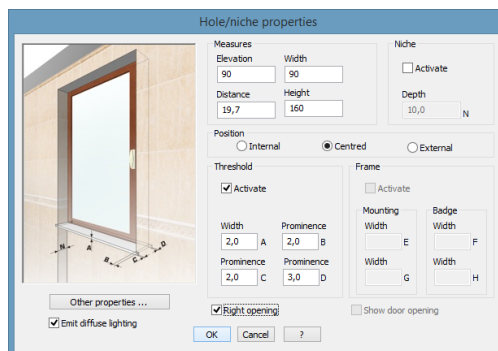 Hole/niche properties
Measures
Elevation Width
90 90
Distance Height
19,7 160
Niche
Activate
Depth
10,0 N
Position
Internal Centred External
Threshold
Activate
Width Prominence
2,0 A 2,0 B
Prominence Prominence
2,0 C 3,0 D
Frame
Activate
Mounting Badge
Width Width
E F
Width Width
G H
N A B C D
Other properties ...
Emit diffuse lighting
Right opening
Show door opening
OK Cancel ?